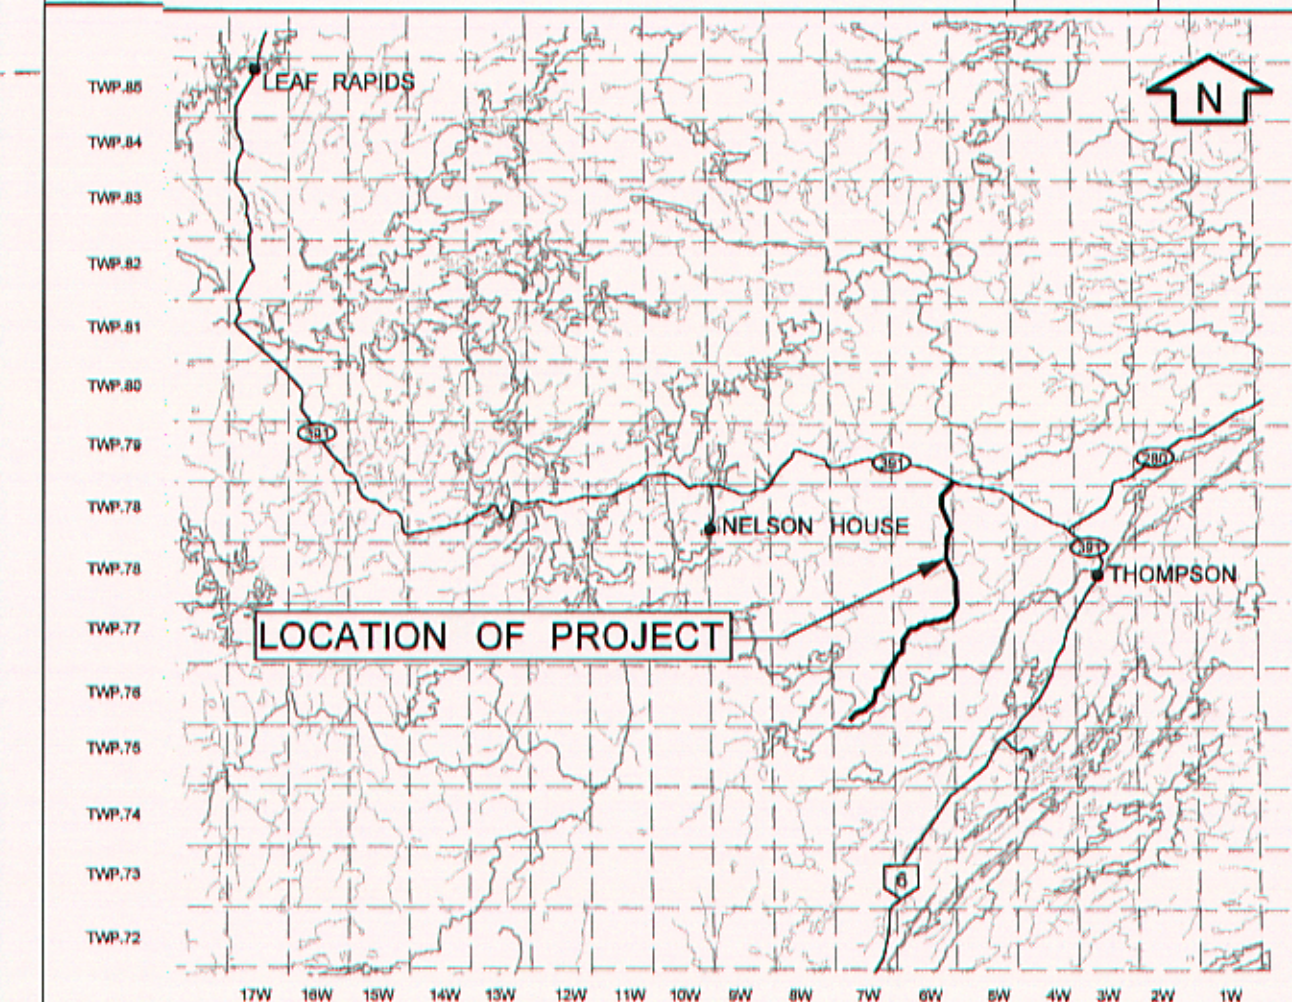 TWP.85
LEAF RAPIDS
N
TWP.84
TWP.83
TWP.82
TWP.81
TWP.80
TWP.79
391
391
280
TWP.78
NELSON HOUSE
391
TWP.78
THOMPSON
TWP.77
LOCATION OF PROJECT
TWP.76
TWP.75
TWP.74
TWP.73
6
TWP.72
17W 16W 15W 14W 13W 12W 11W 10W 9W 8W 7W 6W 5W 4W 3W 2W 1W